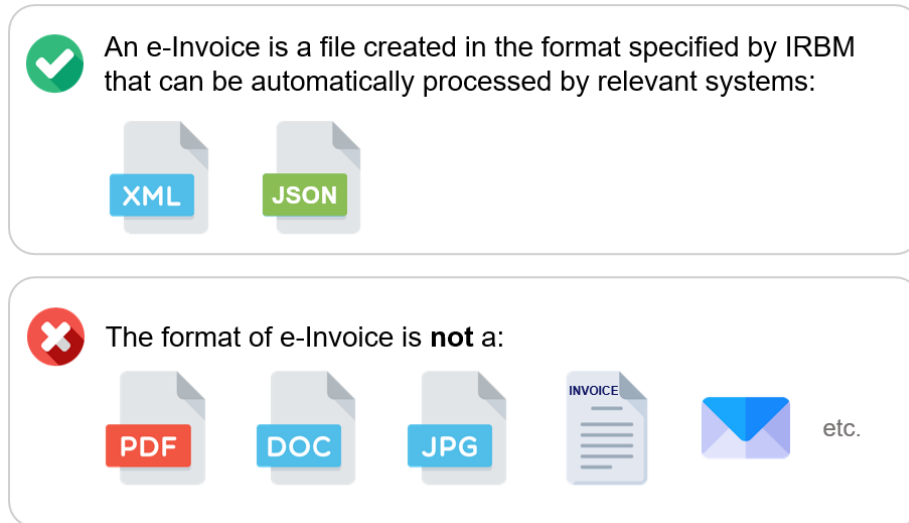 An e-Invoice is a file created in the format specified by IRBM
that can be automatically processed by relevant systems:
XML
JSON
The format of e-Invoice is not a:
PDF
DOC
JPG
INVOICE
etc.